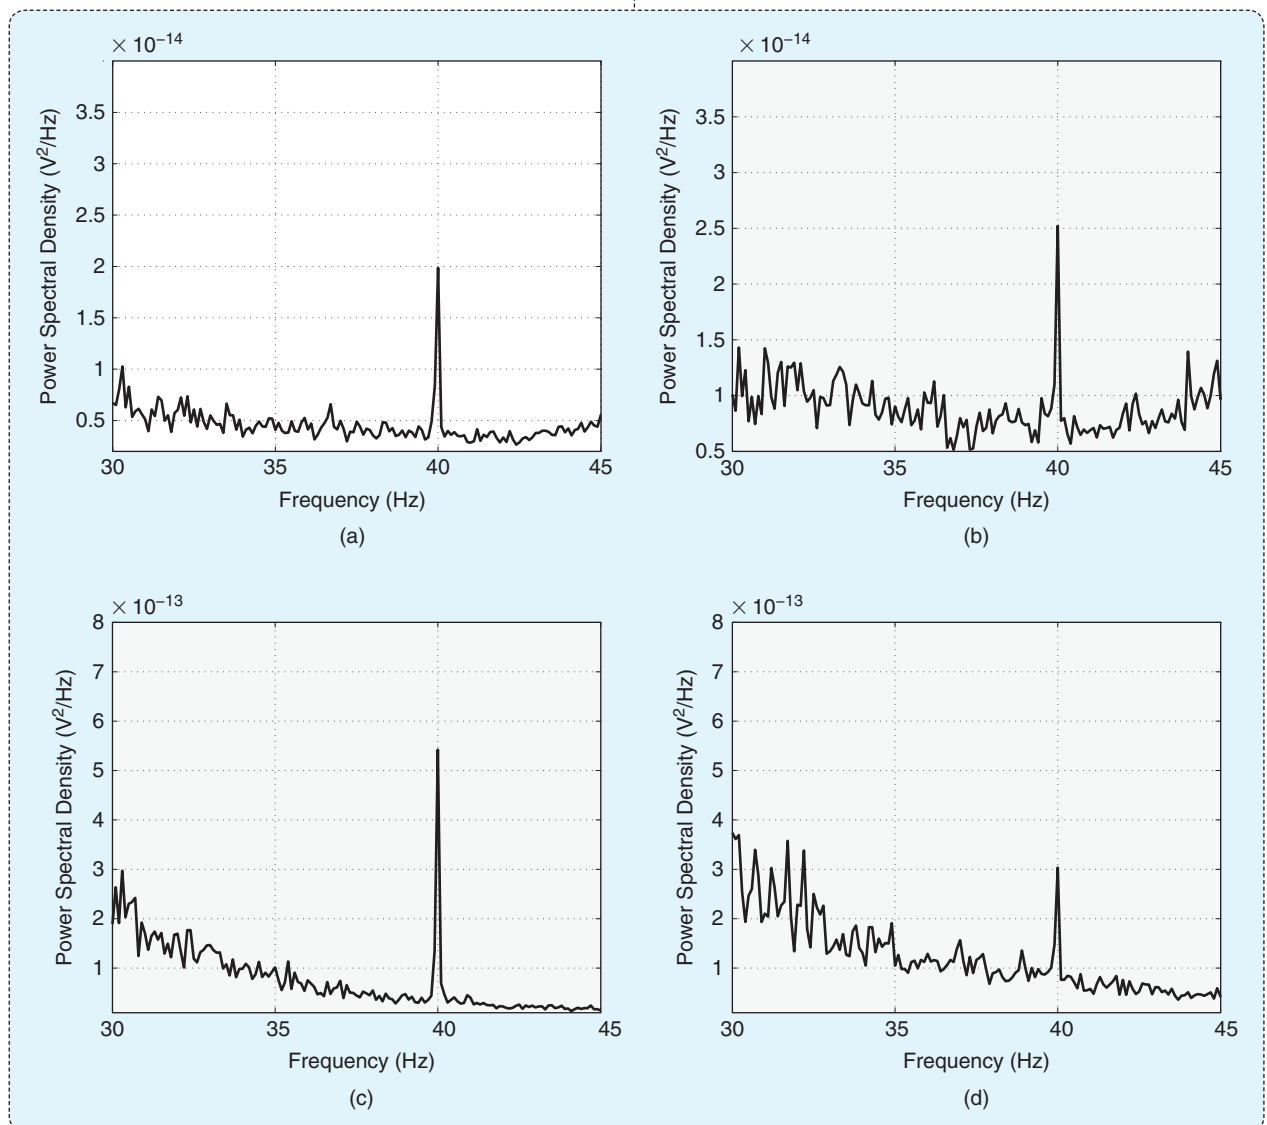 × 10⁻¹⁴
3.5
3
2.5
2
1.5
1
0.5
Power Spectral Density (V²/Hz)
30 35 40 45
Frequency (Hz)
(a)
× 10⁻¹⁴
3.5
3
2.5
2
1.5
1
0.5
Power Spectral Density (V²/Hz)
30 35 40 45
Frequency (Hz)
(b)
× 10⁻¹³
8
7
6
5
4
3
2
1
Power Spectral Density (V²/Hz)
30 35 40 45
Frequency (Hz)
(c)
× 10⁻¹³
8
7
6
5
4
3
2
1
Power Spectral Density (V²/Hz)
30 35 40 45
Frequency (Hz)
(d)